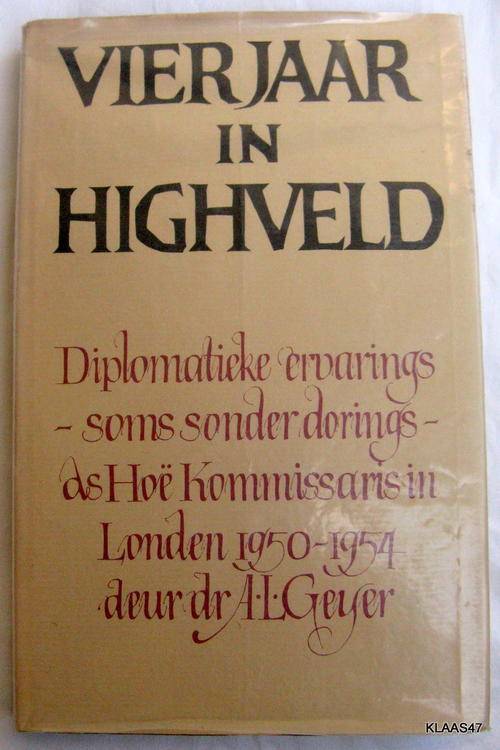 VIER JAAR
IN
HIGHVELD
Diplomatieke ervarings
- soms sonder dorings -
as Hoë Kommissaris in
Londen 1950-1954
deur dr A.L. Geyer
KLAAS47